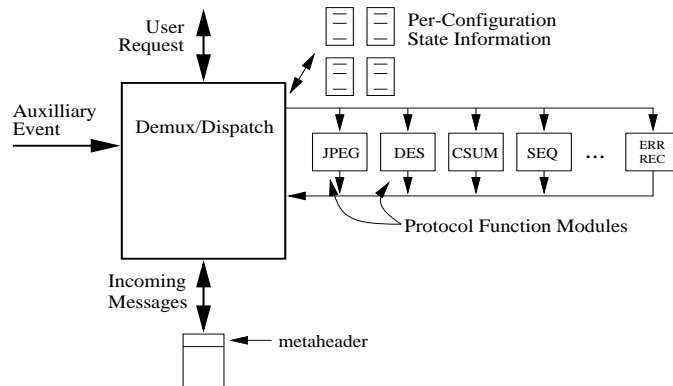 User
Request
Per-Configuration
State Information
Auxilliary
Event
Demux/Dispatch
JPEG
DES
CSUM
SEQ
...
ERR
REC
Protocol Function Modules
Incoming
Messages
metaheader